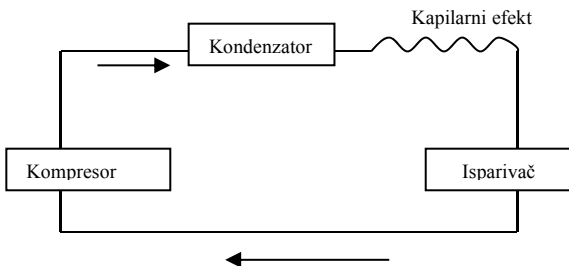 Kapilarni efekt
Kondenzator
Kompresor
Isparivač